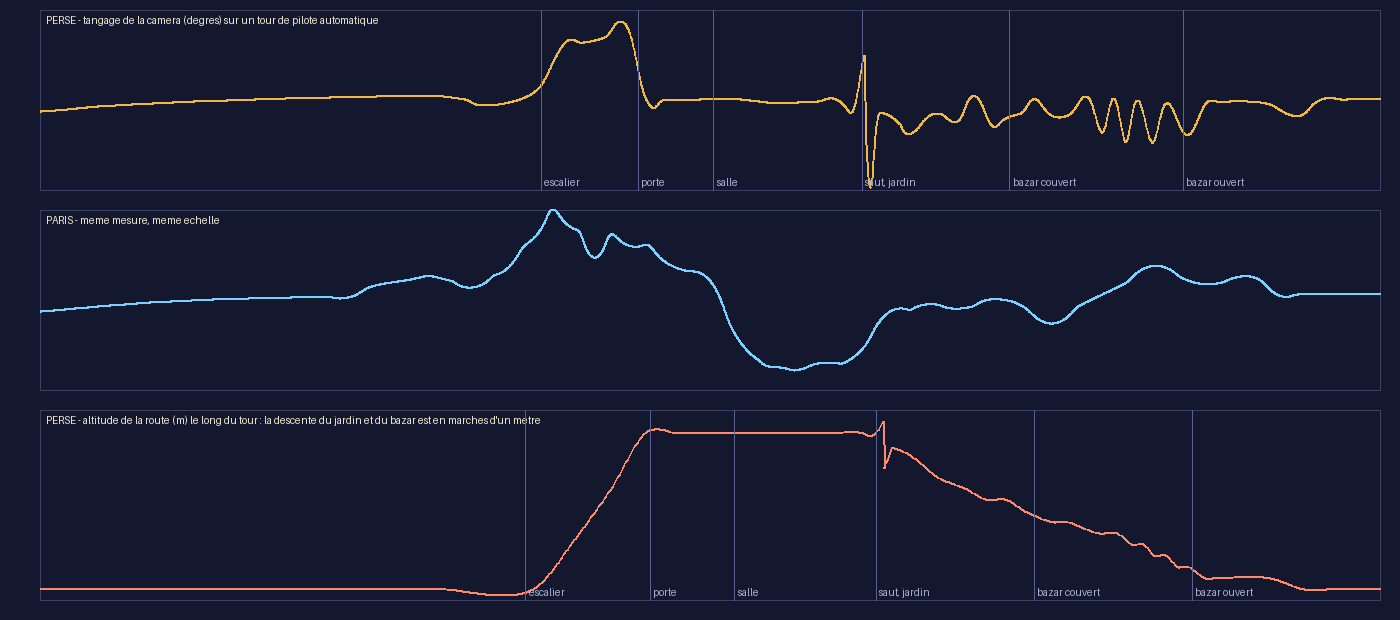 PERSE - tangage de la camera (degres) sur un tour de pilote automatique
escalier
porte
salle
saut, jardin
bazar couvert
bazar ouvert
PARIS - meme mesure, meme echelle
PERSE - altitude de la route (m) le long du tour : la descente du jardin et du bazar est en marches d'un metre
escalier
porte
salle
saut, jardin
bazar couvert
bazar ouvert